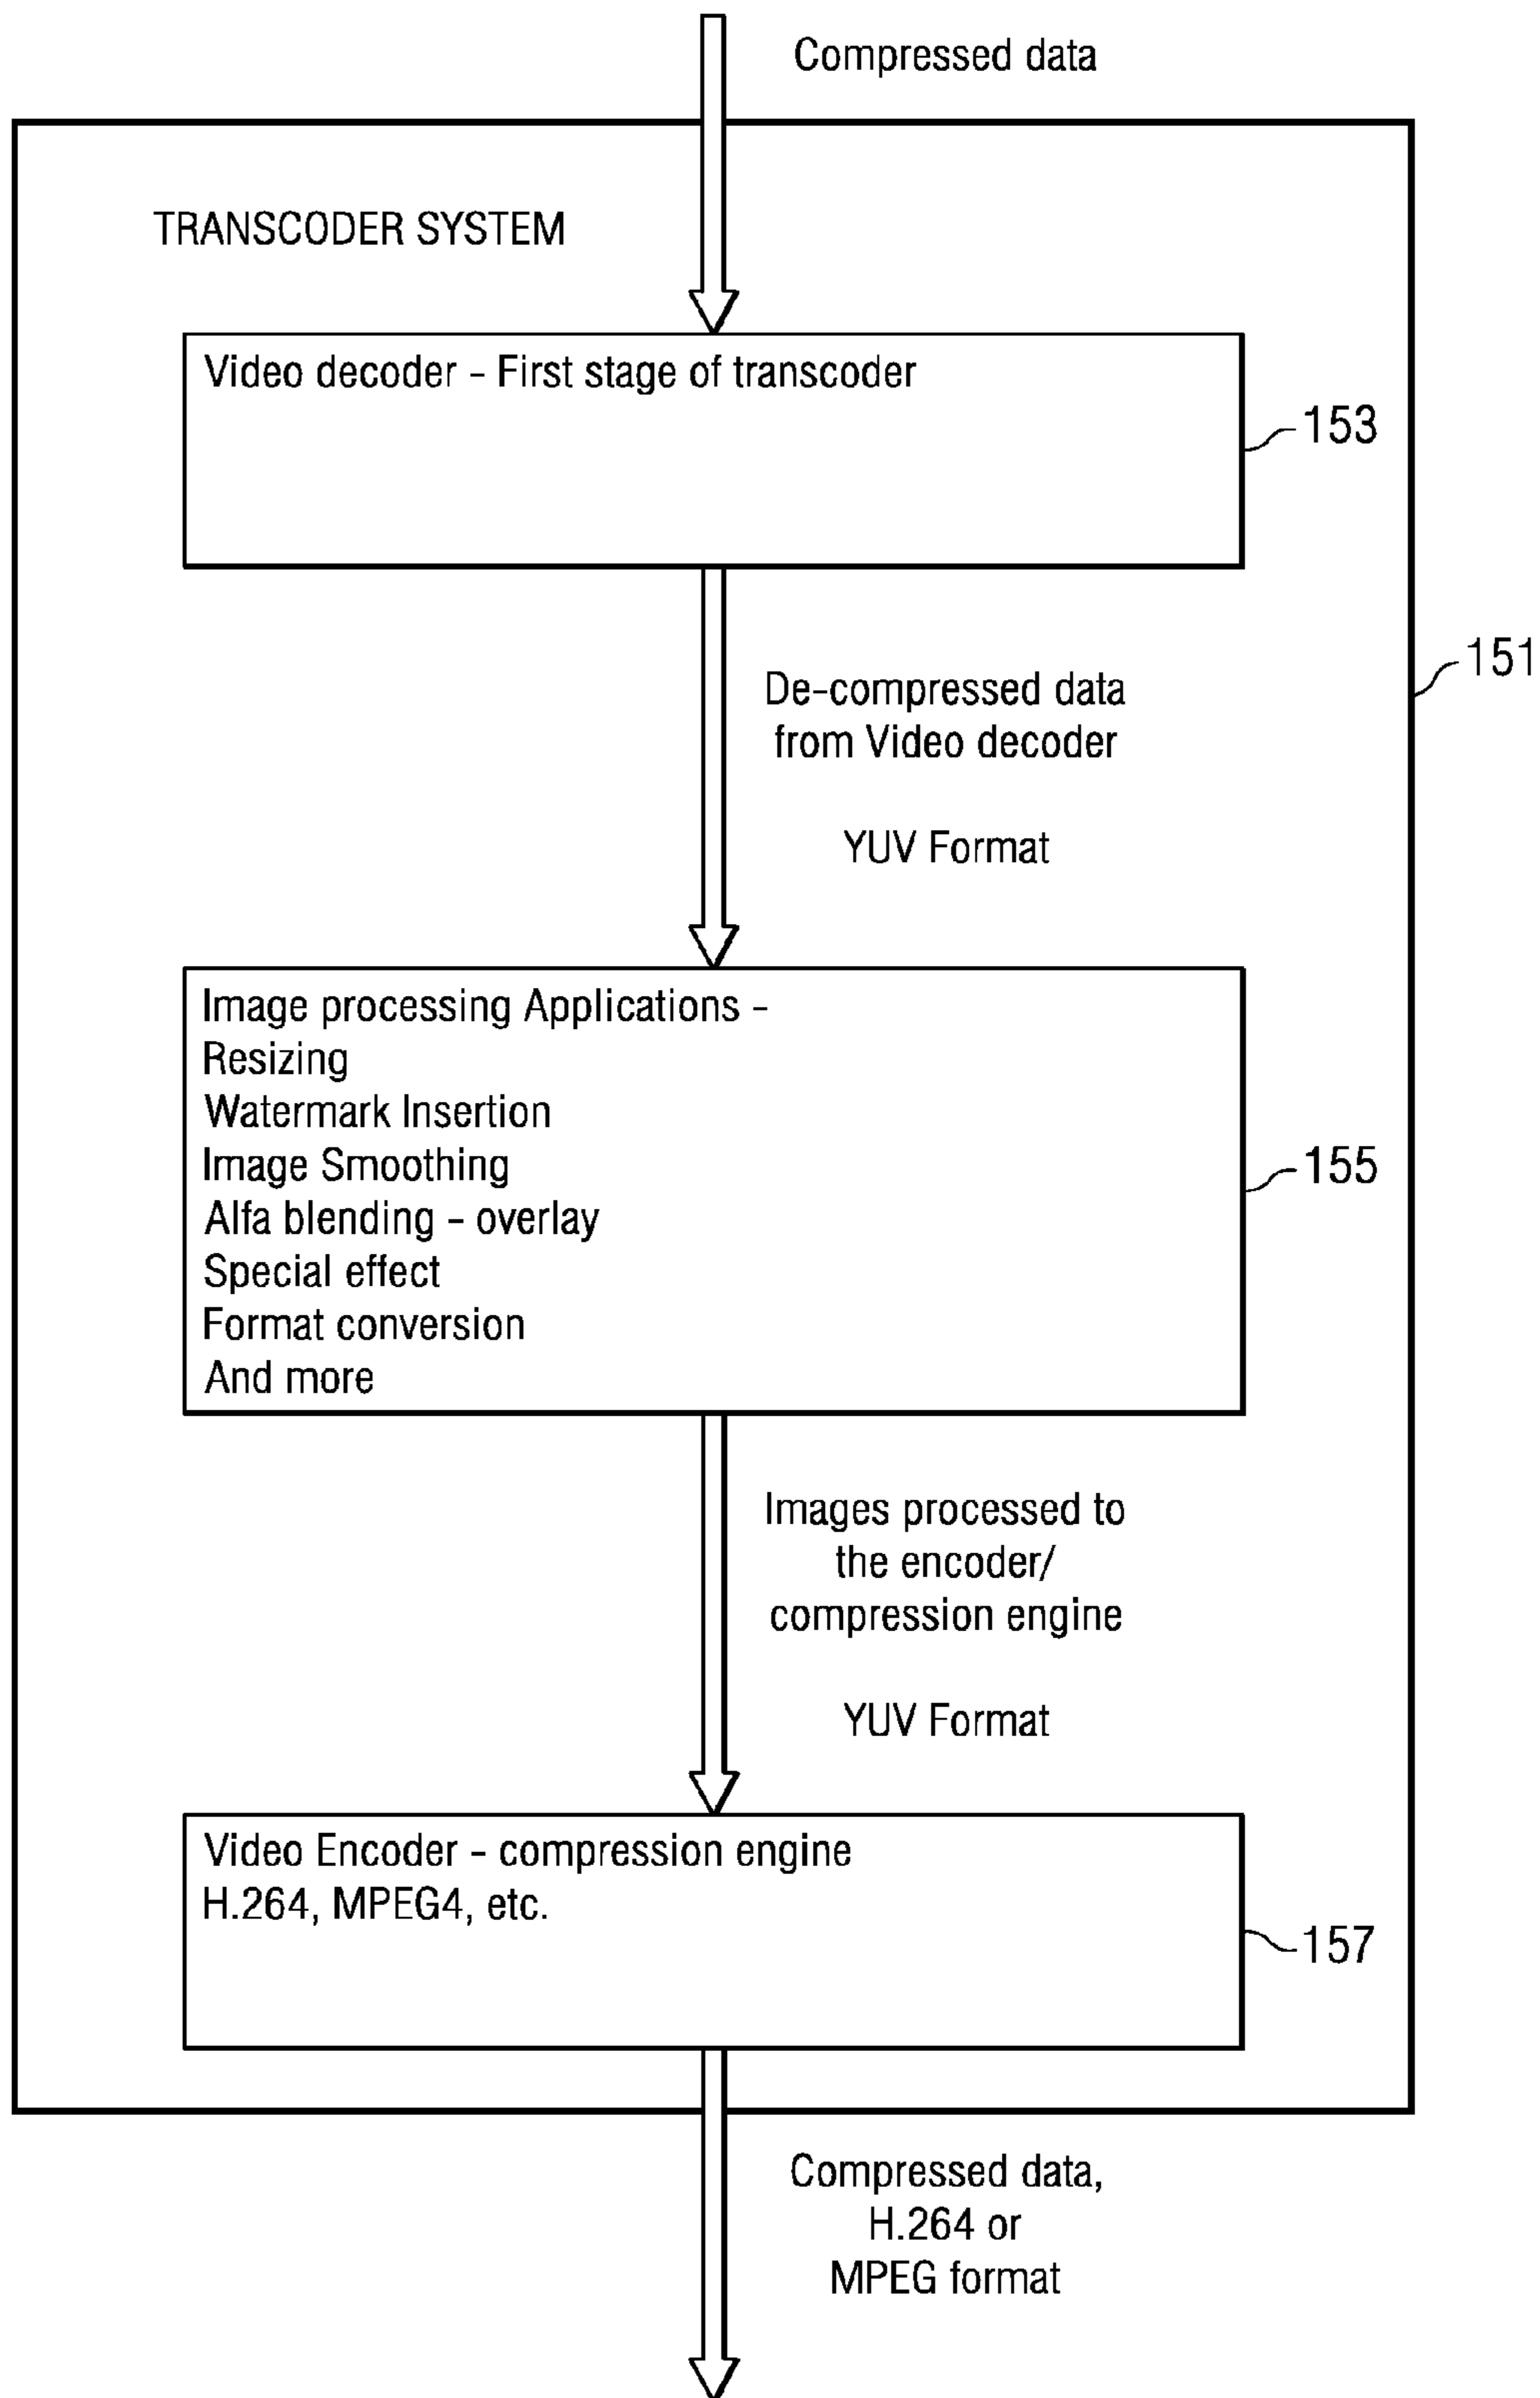 Compressed data
TRANSCODER SYSTEM
Video decoder - First stage of transcoder
153
151
De-compressed data
from Video decoder
YUV Format
Image processing Applications -
Resizing
Watermark Insertion
Image Smoothing
Alfa blending - overlay
Special effect
Format conversion
And more
155
Images processed to
the encoder/
compression engine
YUV Format
Video Encoder - compression engine
H.264, MPEG4, etc.
157
Compressed data,
H.264 or
MPEG format